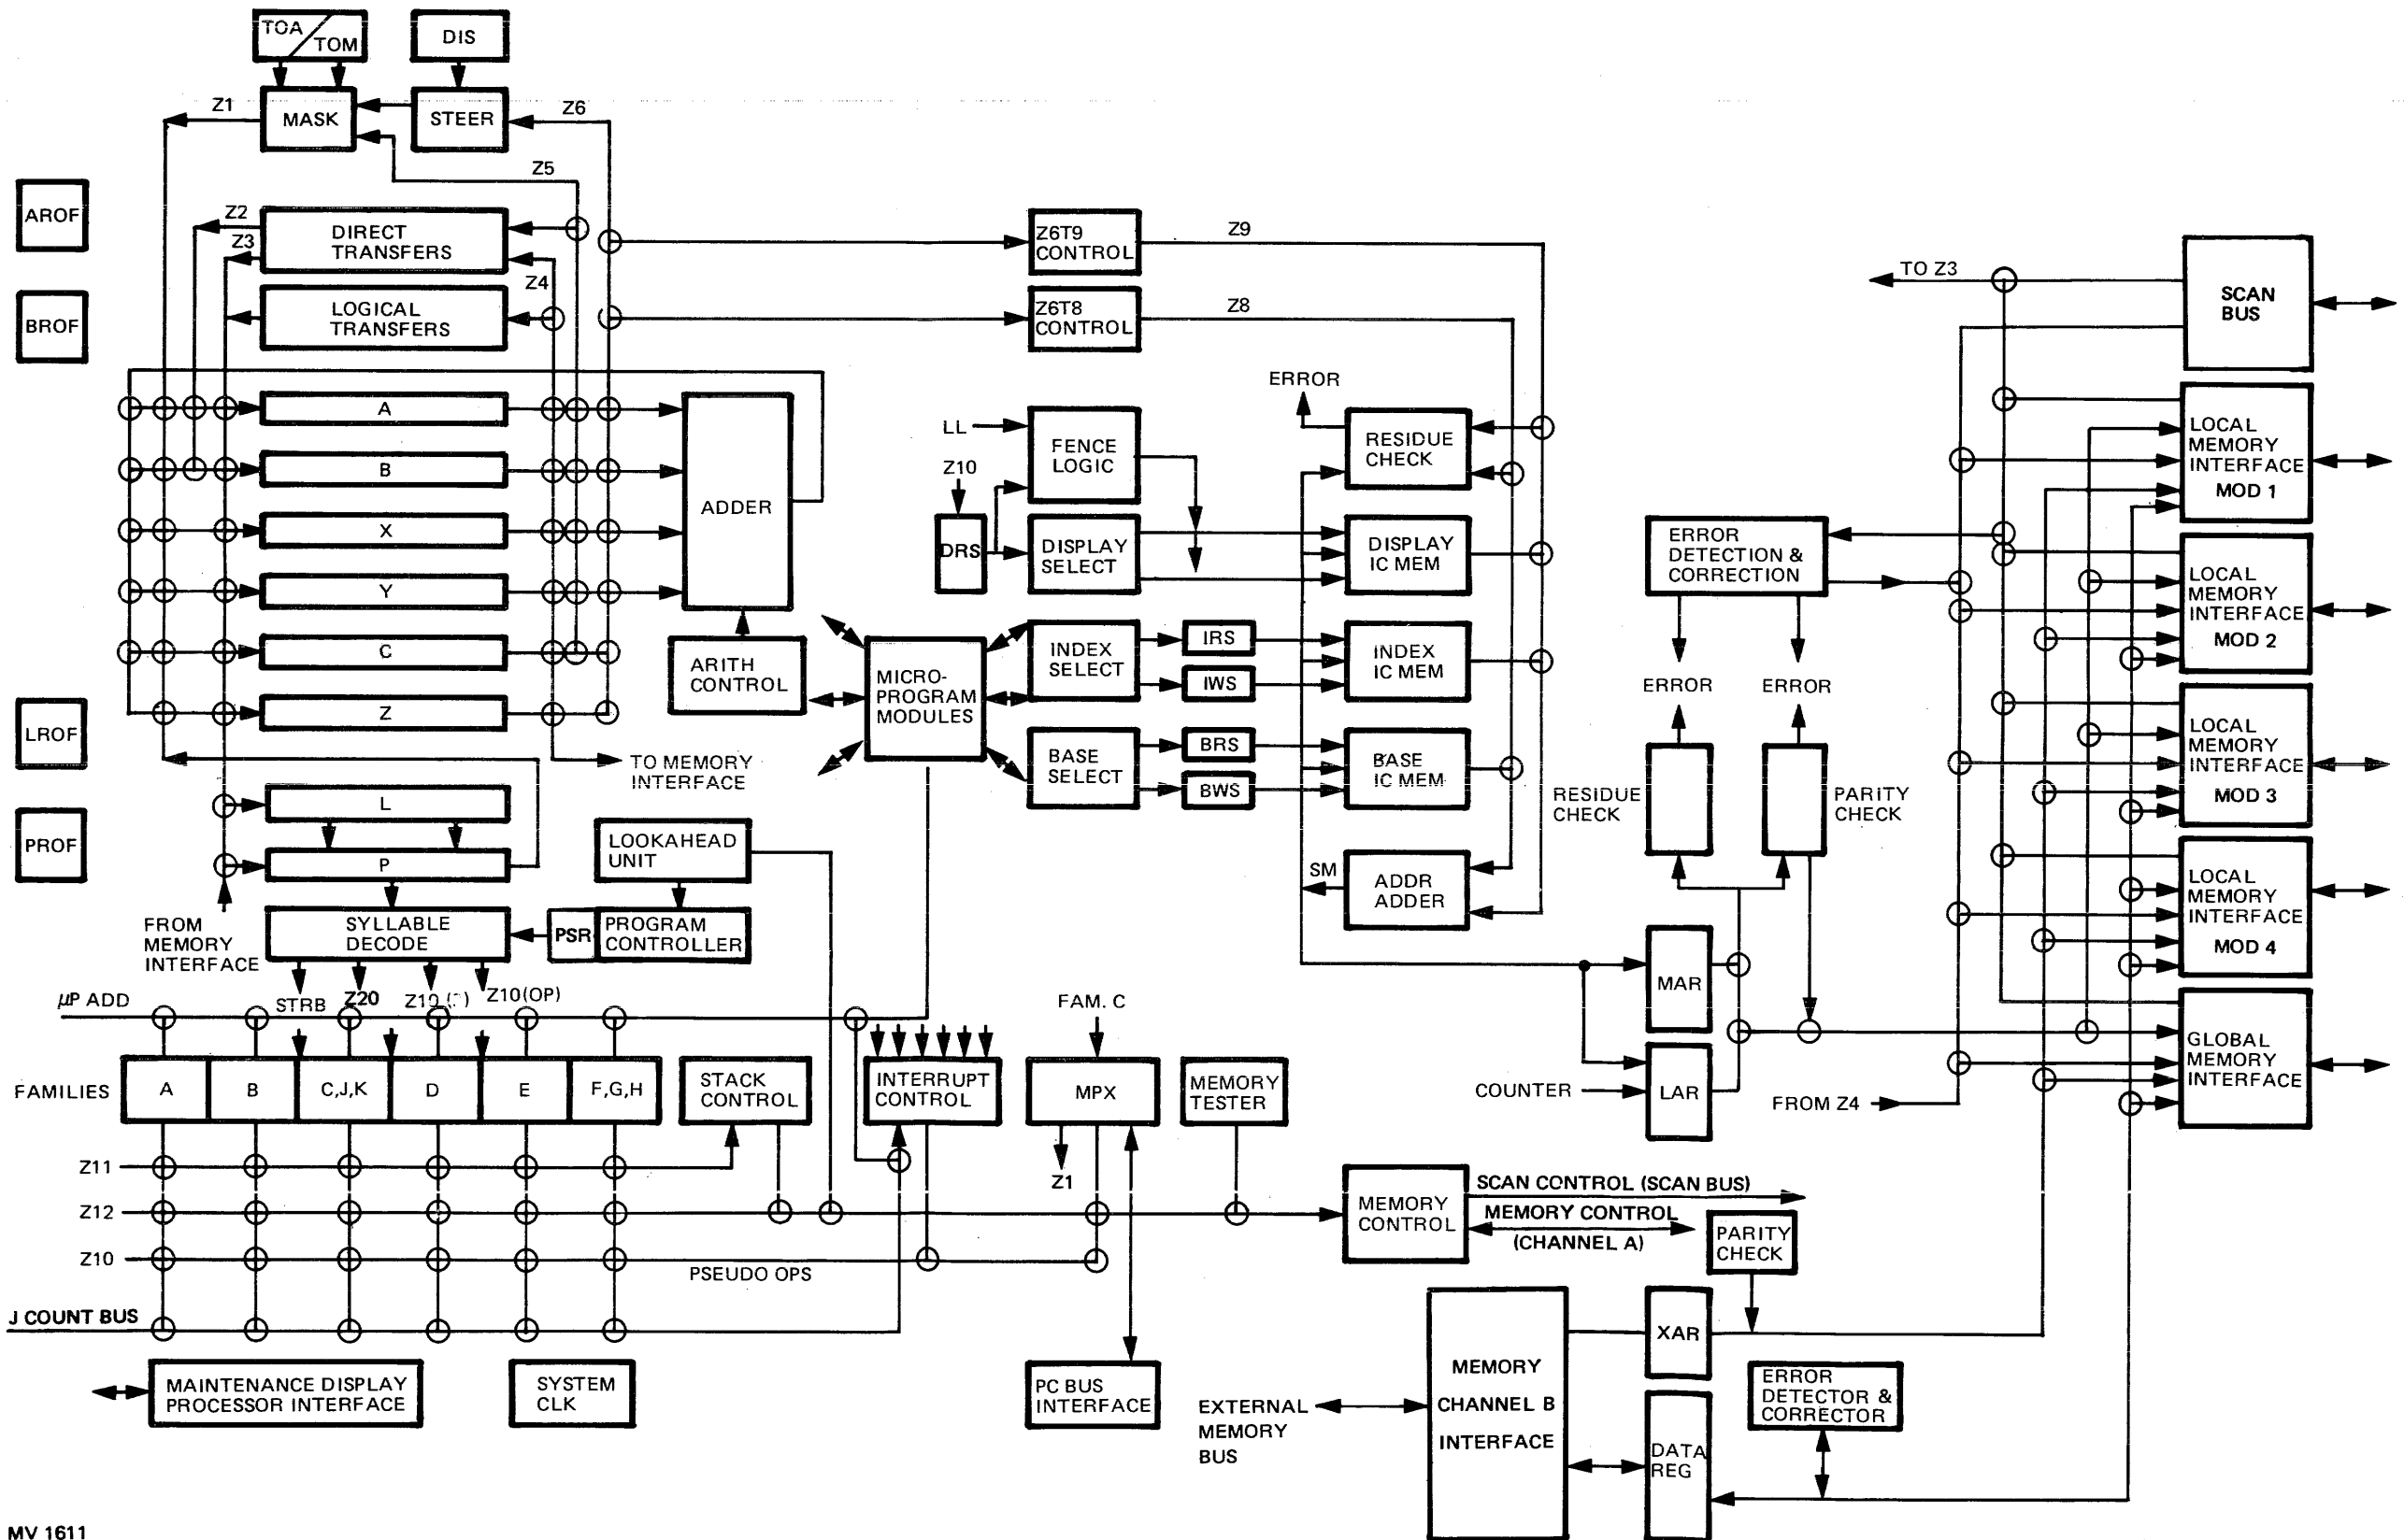 TOA
TOM
DIS
Z1
MASK
STEER
Z6
Z5
AROF
Z2
Z3
DIRECT
TRANSFERS
Z4
Z6T9
CONTROL
Z9
BROF
LOGICAL
TRANSFERS
Z6T8
CONTROL
Z8
TO Z3
SCAN
BUS
A
B
X
Y
C
Z
ADDER
ARITH
CONTROL
LL
FENCE
LOGIC
Z10
DRS
DISPLAY
SELECT
ERROR
RESIDUE
CHECK
DISPLAY
IC MEM
MICRO-
PROGRAM
MODULES
INDEX
SELECT
IRS
IWS
INDEX
IC MEM
BASE
SELECT
BRS
BWS
BASE
IC MEM
ERROR
DETECTION &
CORRECTION
ERROR
ERROR
RESIDUE
CHECK
PARITY
CHECK
LOCAL
MEMORY
INTERFACE
MOD 1
LOCAL
MEMORY
INTERFACE
MOD 2
LOCAL
MEMORY
INTERFACE
MOD 3
LOCAL
MEMORY
INTERFACE
MOD 4
GLOBAL
MEMORY
INTERFACE
LROF
PROF
TO MEMORY
INTERFACE
L
P
LOOKAHEAD
UNIT
SM
ADDR
ADDER
FROM
MEMORY
INTERFACE
SYLLABLE
DECODE
PSR
PROGRAM
CONTROLLER
MAR
LAR
COUNTER
FROM Z4
µP ADD
STRB
Z20
Z10
Z10(OP)
FAM. C
FAMILIES
A
B
C,J,K
D
E
F,G,H
STACK
CONTROL
INTERRUPT
CONTROL
MPX
MEMORY
TESTER
Z11
Z1
Z12
MEMORY
CONTROL
SCAN CONTROL (SCAN BUS)
MEMORY CONTROL
(CHANNEL A)
PARITY
CHECK
Z10
PSEUDO OPS
J COUNT BUS
MAINTENANCE DISPLAY
PROCESSOR INTERFACE
SYSTEM
CLK
PC BUS
INTERFACE
EXTERNAL
MEMORY
BUS
MEMORY
CHANNEL B
INTERFACE
XAR
DATA
REG
ERROR
DETECTOR &
CORRECTOR
MV 1611